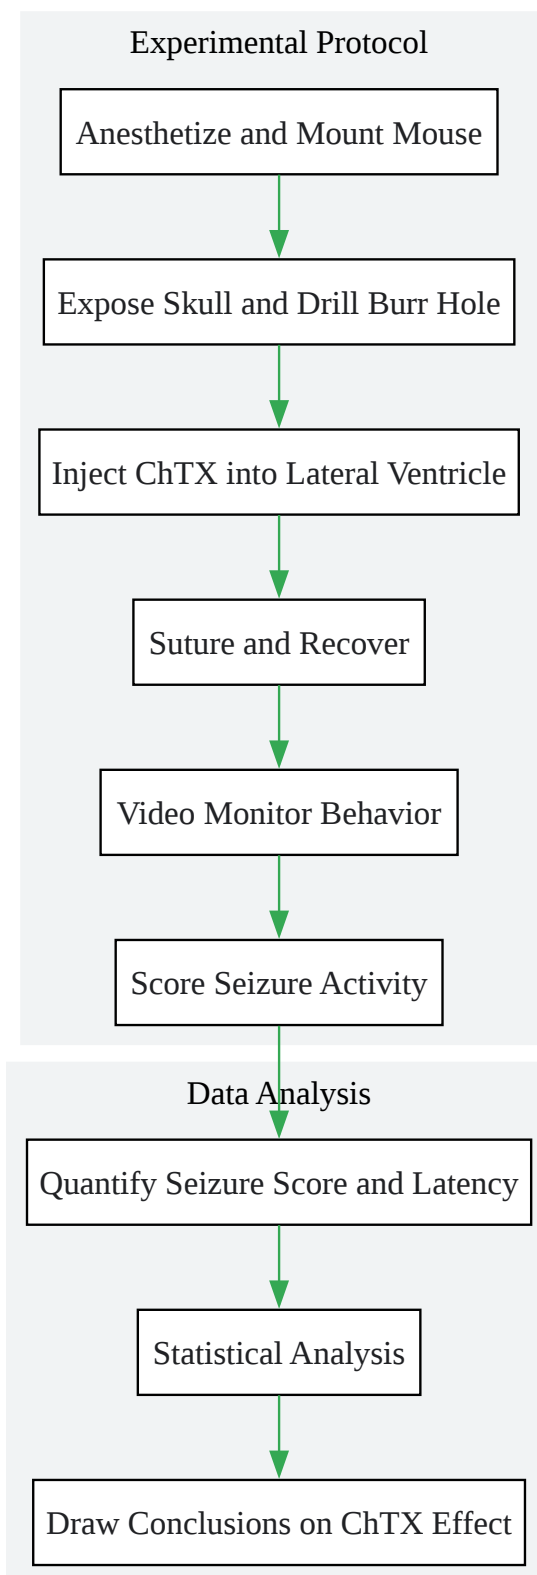 Experimental Protocol
Anesthetize and Mount Mouse
Expose Skull and Drill Burr Hole
Inject ChTX into Lateral Ventricle
Suture and Recover
Video Monitor Behavior
Score Seizure Activity
Data Analysis
Quantify Seizure Score and Latency
Statistical Analysis
Draw Conclusions on ChTX Effect